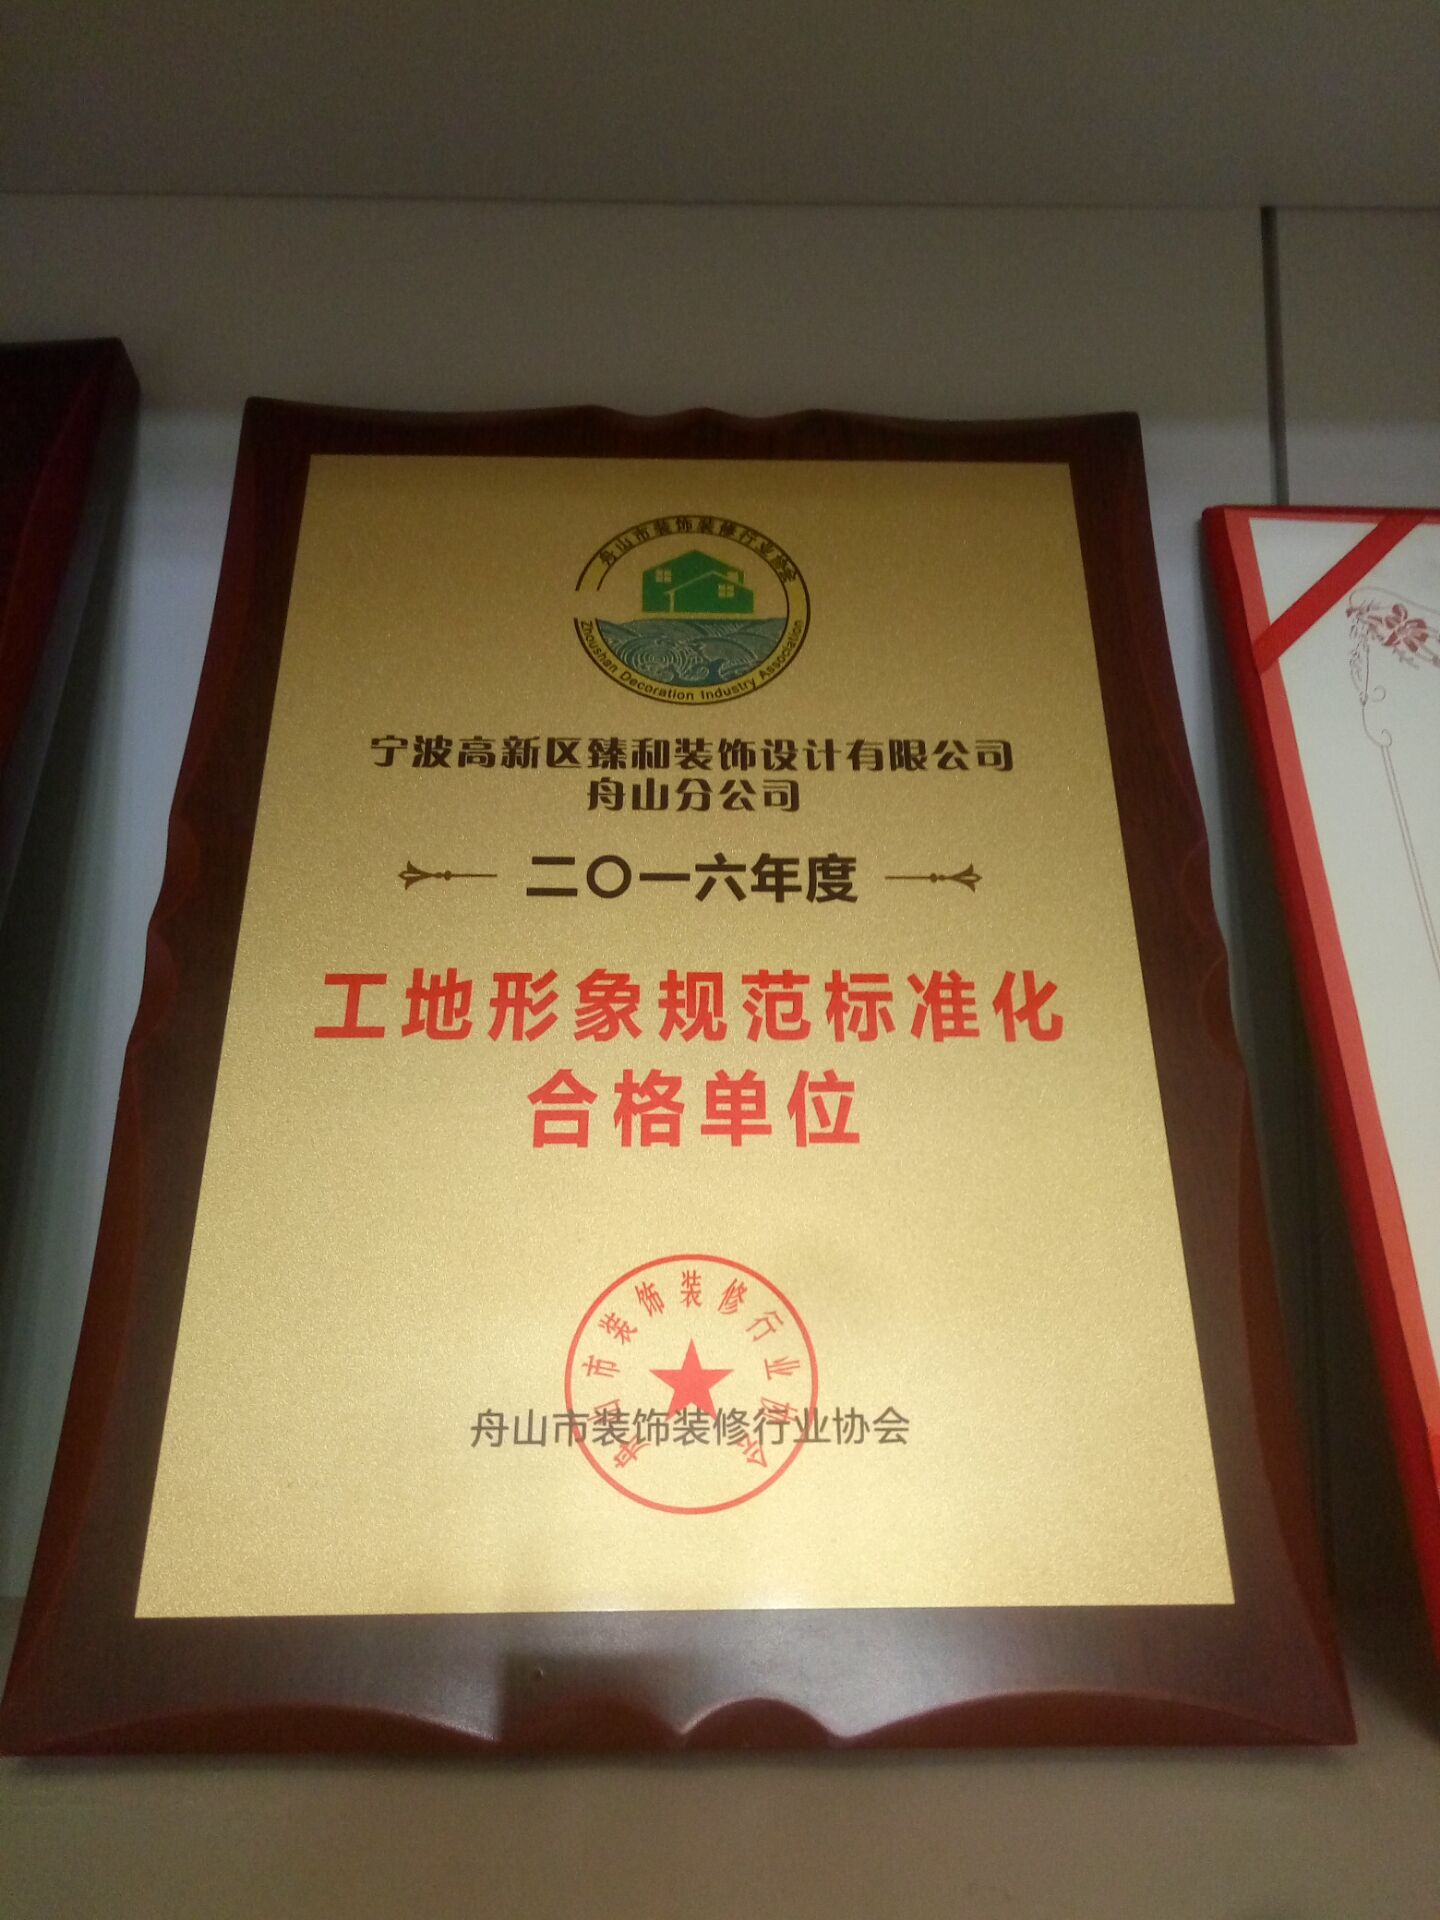 舟山市装饰装修行业协会
Zhoushan Decoration Industry Association
宁波高新区臻和装饰设计有限公司
舟山分公司
二〇一六年度
工地形象规范标准化
合格单位
舟山市装饰装修行业协会
舟山市装饰装修行业协会